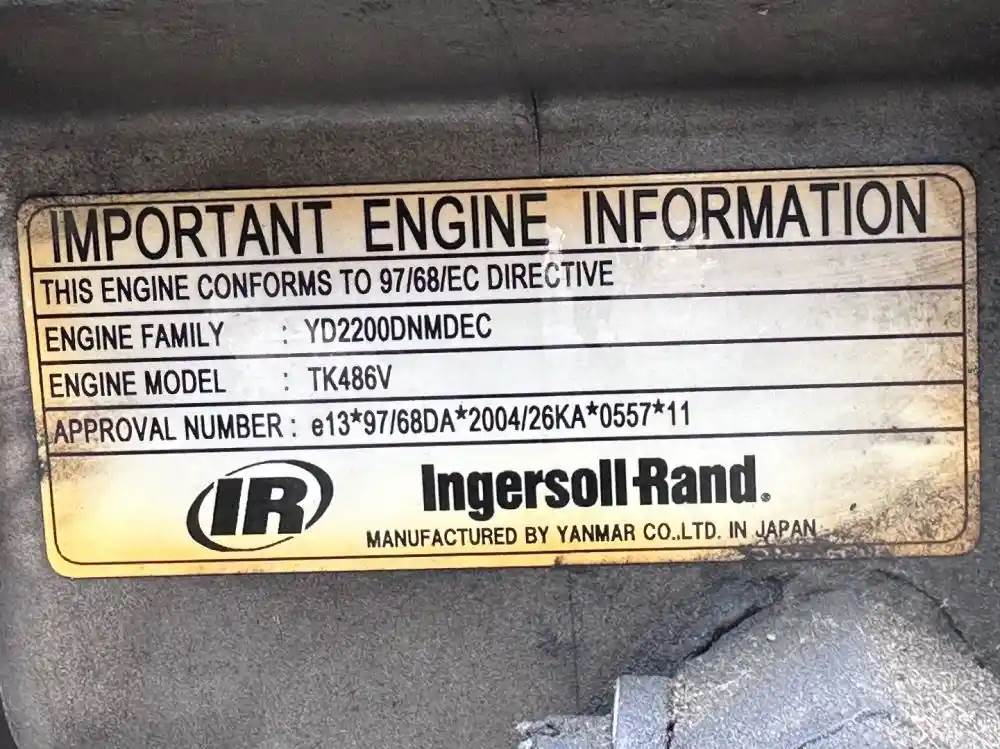 IMPORTANT ENGINE INFORMATION
THIS ENGINE CONFORMS TO 97/68/EC DIRECTIVE
ENGINE FAMILY : YD2200DNMDEC
ENGINE MODEL : TK486V
APPROVAL NUMBER : e13*97/68DA*2004/26KA*0557*11
IR Ingersoll-Rand®
MANUFACTURED BY YANMAR CO.,LTD. IN JAPAN